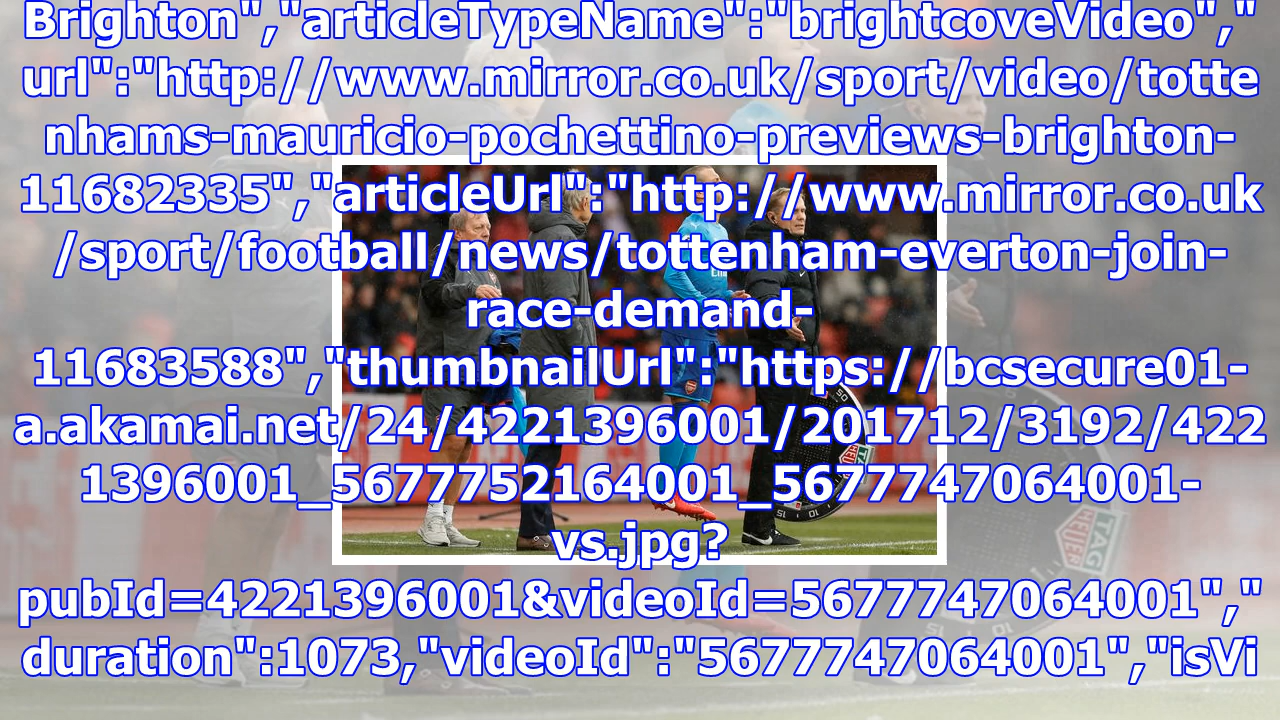 Brighton","articleTypeName":"brightcoveVideo","
url":"http://www.mirror.co.uk/sport/video/totte
nhams-mauricio-pochettino-previews-brighton-
11682335","articleUrl":"http://www.mirror.co.uk
/sport/football/news/tottenham-everton-join-
race-demand-
11683588","thumbnailUrl":"https://bcsecure01-
a.akamai.net/24/4221396001/201712/3192/422
1396001_5677752164001_5677747064001-
vs.jpg?
pubId=4221396001&videoId=5677747064001","
duration":1073,"videoId":"5677747064001","isVi
TAG
HEUER